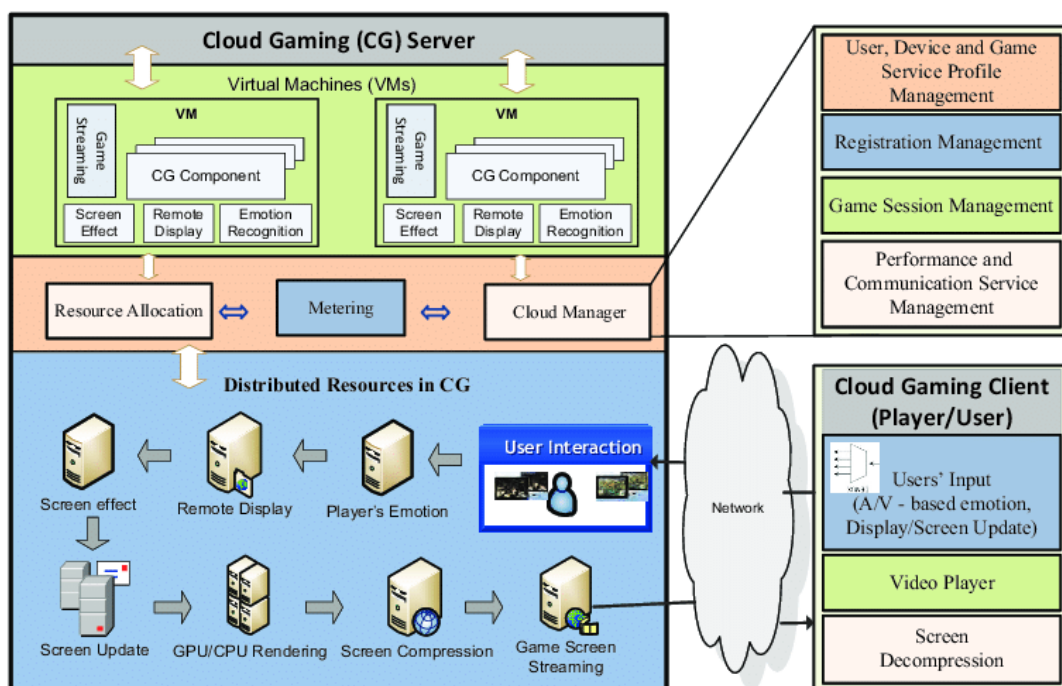 Cloud Gaming (CG) Server
Virtual Machines (VMs)
VM
Game
Streaming
CG Component
Screen
Effect
Remote
Display
Emotion
Recognition
VM
Game
Streaming
CG Component
Screen
Effect
Remote
Display
Emotion
Recognition
Resource Allocation
Metering
Cloud Manager
Distributed Resources in CG
User Interaction
Screen effect
Remote Display
Player's Emotion
Screen Update
GPU/CPU Rendering
Screen Compression
Game Screen
Streaming
Network
User, Device and Game
Service Profile
Management
Registration Management
Game Session Management
Performance and
Communication Service
Management
Cloud Gaming Client
(Player/User)
Users' Input
(A/V - based emotion,
Display/Screen Update)
Video Player
Screen
Decompression